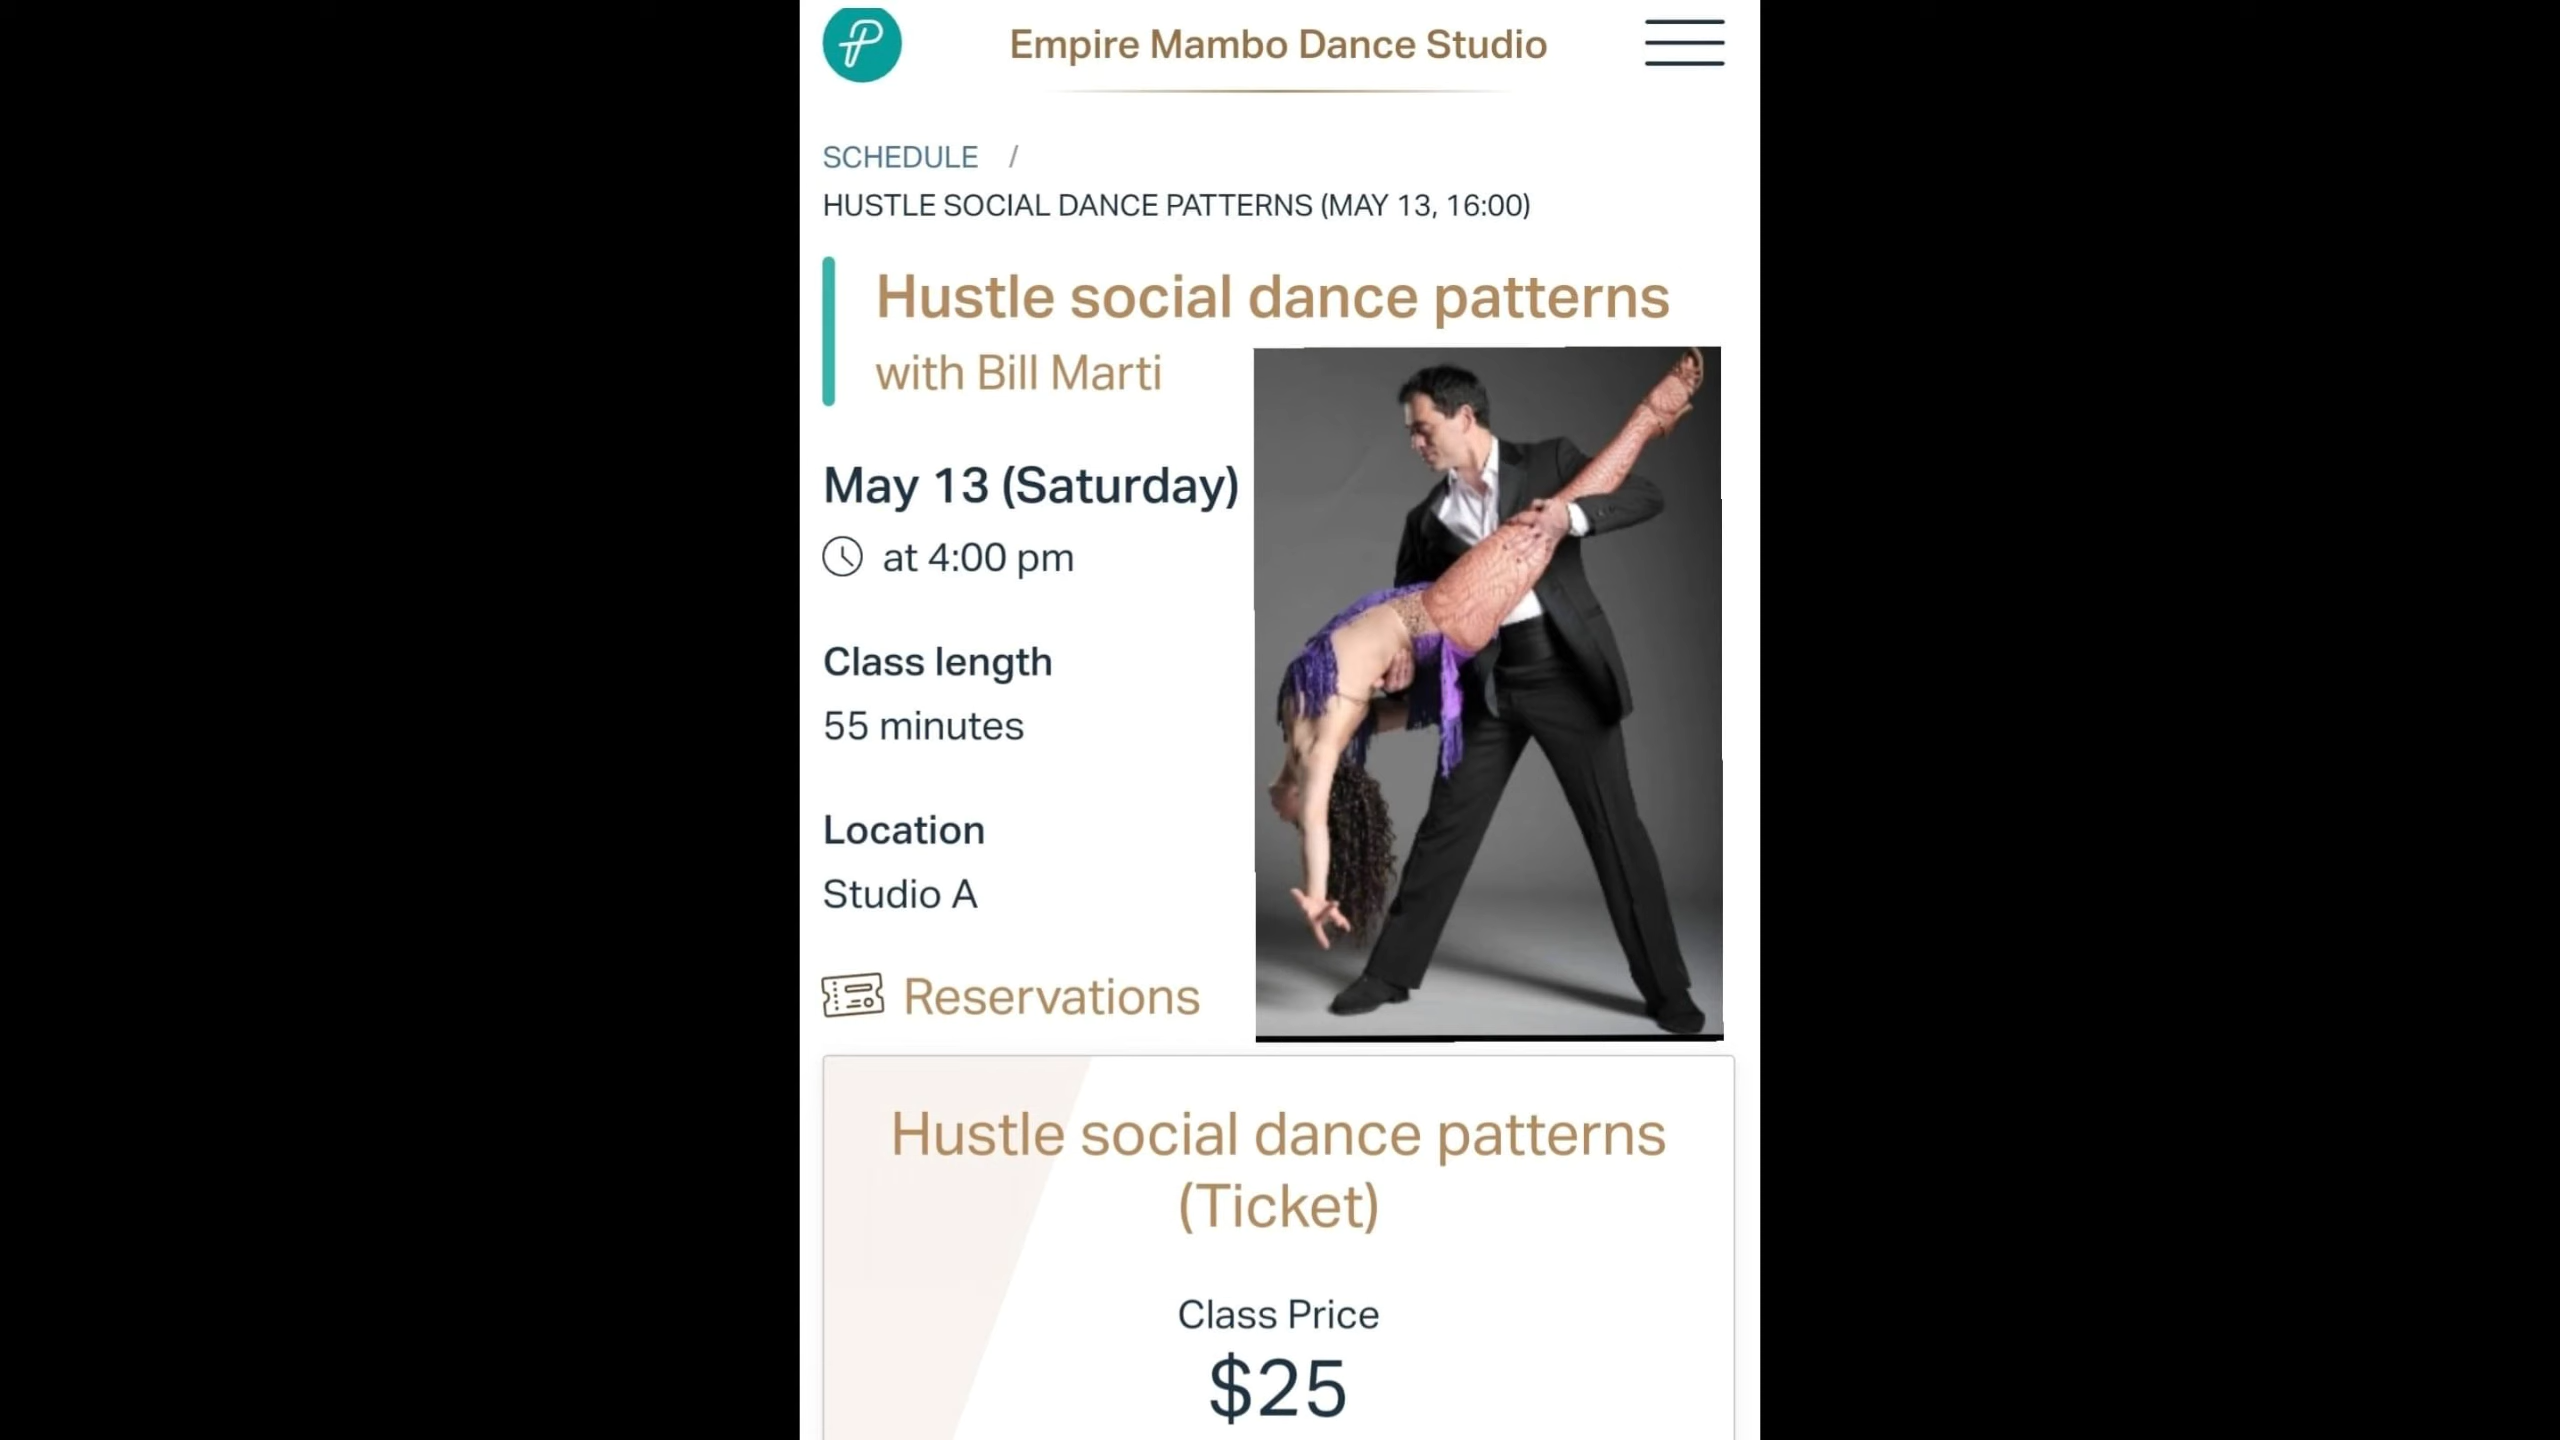 Empire Mambo Dance Studio
SCHEDULE /
HUSTLE SOCIAL DANCE PATTERNS (MAY 13, 16:00)
Hustle social dance patterns
with Bill Marti
May 13 (Saturday)
at 4:00 pm
Class length
55 minutes
Location
Studio A
Reservations
Hustle social dance patterns
(Ticket)
Class Price
$25